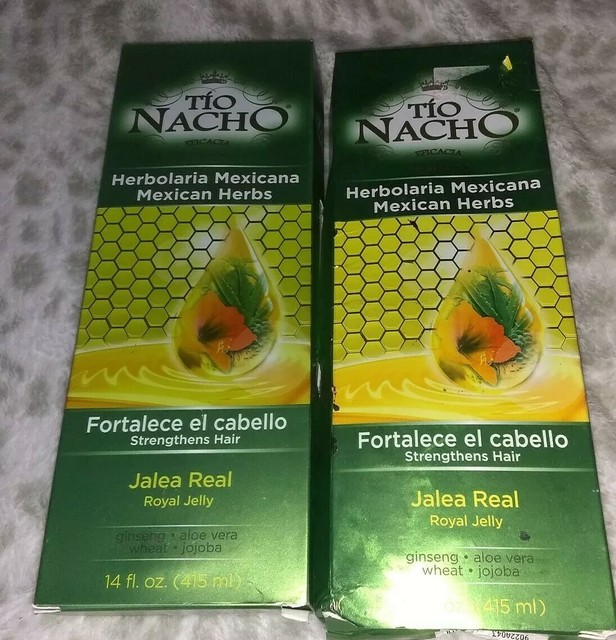 TÍO
NACHO®
EFICACIA
Herbolaria Mexicana
Mexican Herbs
Fortalece el cabello
Strengthens Hair
Jalea Real
Royal Jelly
ginseng • aloe vera
wheat • jojoba
14 fl. oz. (415 ml)
TÍO
NACHO®
EFICACIA
Herbolaria Mexicana
Mexican Herbs
Fortalece el cabello
Strengthens Hair
Jalea Real
Royal Jelly
ginseng • aloe vera
wheat • jojoba
oz. (415 ml)